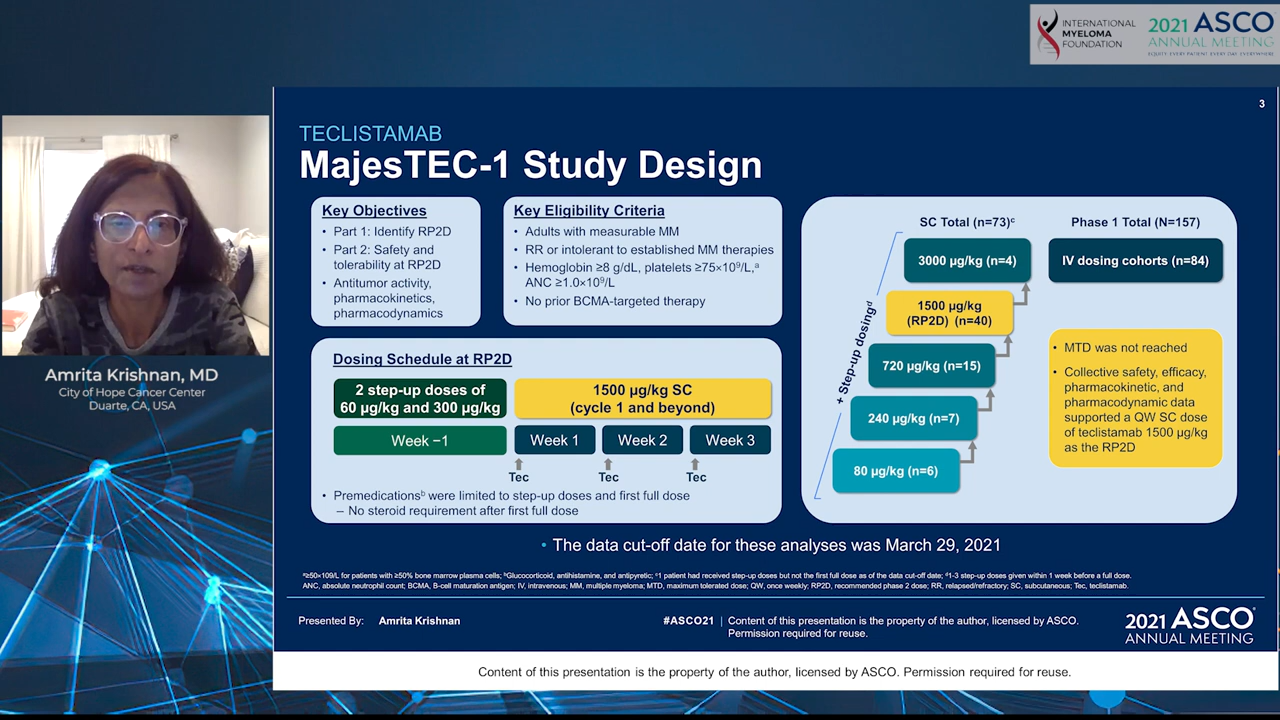 INTERNATIONAL
MYELOMA
FOUNDATION
2021 ASCO
ANNUAL MEETING
EQUITY: EVERY PATIENT. EVERY DAY. EVERYWHERE.
3
TECLISTAMAB
MajesTEC-1 Study Design
Key Objectives
• Part 1: Identify RP2D
• Part 2: Safety and
tolerability at RP2D
• Antitumor activity,
pharmacokinetics,
pharmacodynamics
Key Eligibility Criteria
• Adults with measurable MM
• RR or intolerant to established MM therapies
• Hemoglobin ≥8 g/dL, platelets ≥75×10⁹/L,ᵃ
ANC ≥1.0×10⁹/L
• No prior BCMA-targeted therapy
Dosing Schedule at RP2D
2 step-up doses of
60 µg/kg and 300 µg/kg
1500 µg/kg SC
(cycle 1 and beyond)
Week −1
Week 1
Week 2
Week 3
Tec
Tec
Tec
• Premedicationsᵇ were limited to step-up doses and first full dose
– No steroid requirement after first full dose
SC Total (n=73)ᶜ
Phase 1 Total (N=157)
+ Step-up dosingᵈ
3000 µg/kg (n=4)
IV dosing cohorts (n=84)
1500 µg/kg
(RP2D) (n=40)
720 µg/kg (n=15)
240 µg/kg (n=7)
80 µg/kg (n=6)
• MTD was not reached
• Collective safety, efficacy,
pharmacokinetic, and
pharmacodynamic data
supported a QW SC dose
of teclistamab 1500 µg/kg
as the RP2D
• The data cut-off date for these analyses was March 29, 2021
ᵃ≥50×109/L for patients with ≥50% bone marrow plasma cells; ᵇGlucocorticoid, antihistamine, and antipyretic; ᶜ1 patient had received step-up doses but not the first full dose as of the data cut-off date; ᵈ1-3 step-up doses given within 1 week before a full dose.
ANC, absolute neutrophil count; BCMA, B-cell maturation antigen; IV, intravenous; MM, multiple myeloma; MTD, maximum tolerated dose; QW, once weekly; RP2D, recommended phase 2 dose; RR, relapsed/refractory; SC, subcutaneous; Tec, teclistamab.
Amrita Krishnan, MD
City of Hope Cancer Center
Duarte, CA, USA
Presented By: Amrita Krishnan
#ASCO21 | Content of this presentation is the property of the author, licensed by ASCO.
Permission required for reuse.
2021 ASCO
ANNUAL MEETING
Content of this presentation is the property of the author, licensed by ASCO. Permission required for reuse.